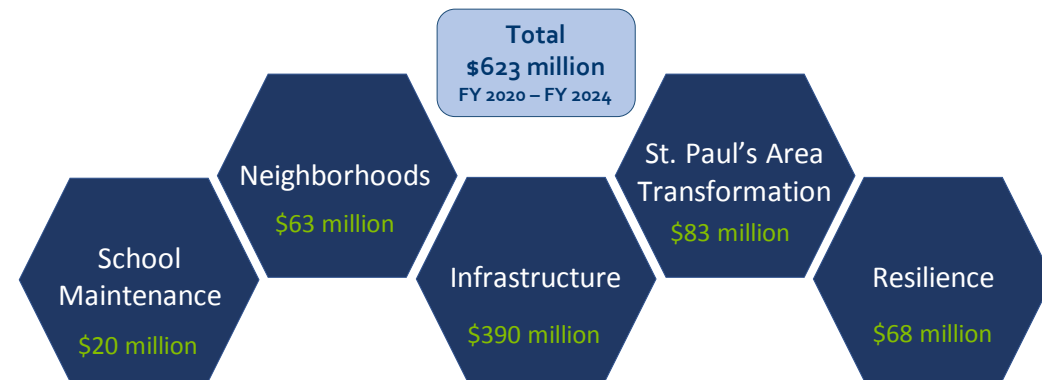 Total
$623 million
FY 2020 – FY 2024
School
Maintenance
$20 million
Neighborhoods
$63 million
Infrastructure
$390 million
St. Paul’s Area
Transformation
$83 million
Resilience
$68 million